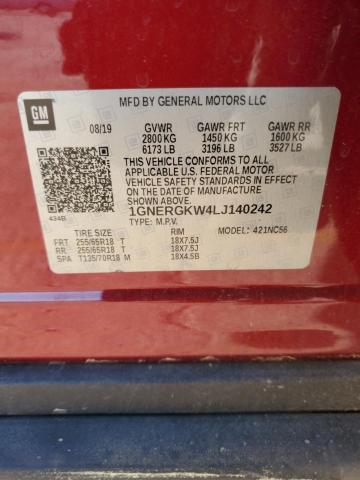 GM
MFD BY GENERAL MOTORS LLC
08/19 GVWR GAWR FRT GAWR RR
2800 KG 1450 KG 1600 KG
6173 LB 3196 LB 3527 LB
THIS VEHICLE CONFORMS TO ALL
APPLICABLE U.S. FEDERAL MOTOR
VEHICLE SAFETY STANDARDS IN EFFECT
ON THE DATE OF MANUFACTURE
SHOWN ABOVE.
1GNERGKW4LJ140242
434B TYPE: M.P.V.
TIRE SIZE RIM MODEL: 421NC56
FRT 255/65R18 T 18X7.5J
RR 255/65R18 T 18X7.5J
SPA T135/70R18 M 18X4.5B